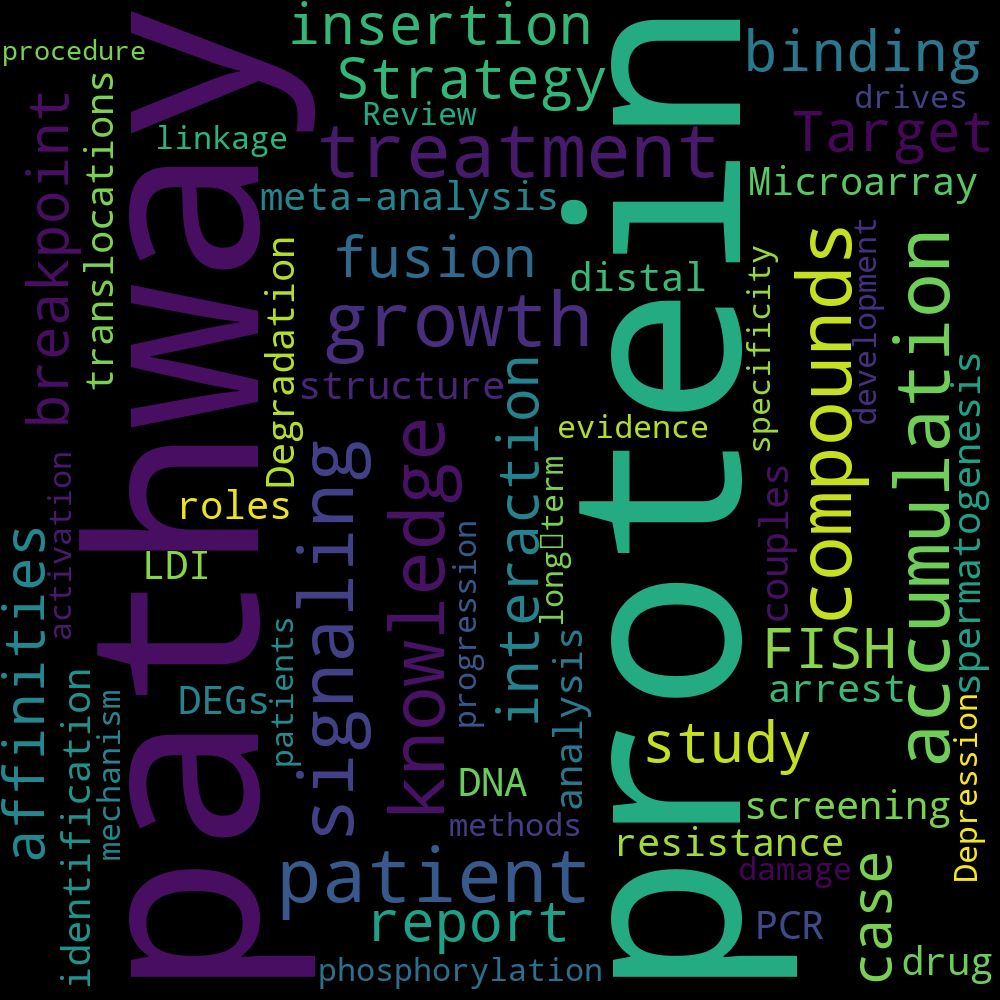 procedure
insertion
Strategy
binding
drives
Review
linkage
treatment
Target
breakpoint
translocations
pathway
protein
meta-analysis
Microarray
fusion
distal
growth
Degradation
structure
evidence
specificity
compounds
development
accumulation
spermatogenesis
activation
roles
LDI
signaling
knowledge
interaction
long▯term
progression
couples
affinities
DEGs
patients
FISH
arrest
identification
mechanism
analysis
study
Depression
DNA
methods
screening
resistance
damage
patient
report
PCR
case
drug
phosphorylation